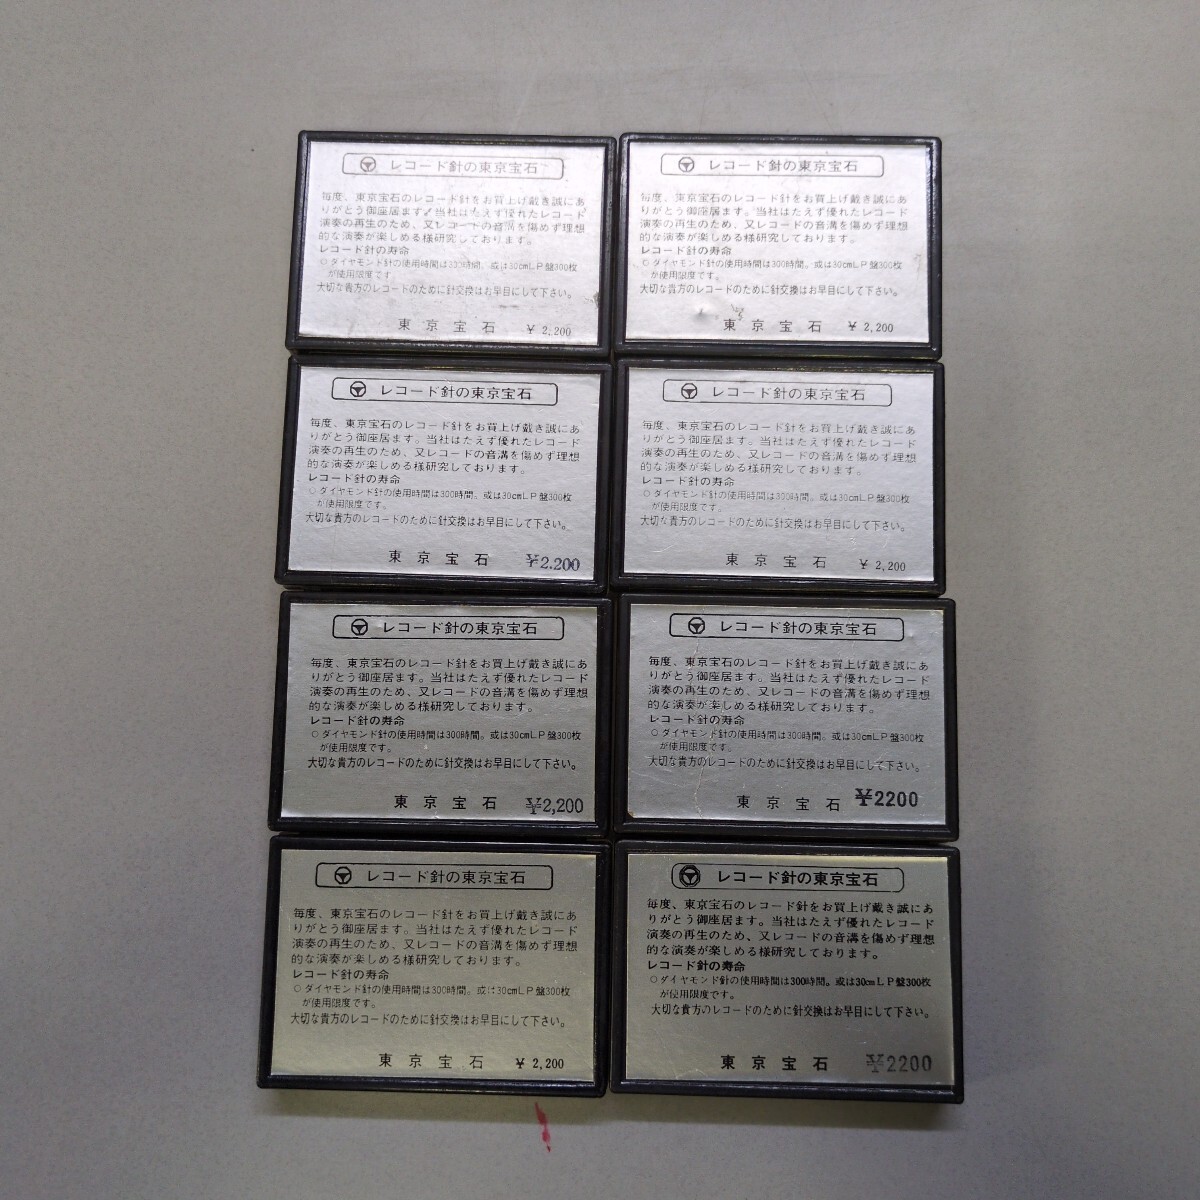 レコード針の東京宝石
毎度、東京宝石のレコード針をお買上げ戴き誠にあ
りがとう御座居ます。当社はたえず優れたレコード
演奏の再生のため、又レコードの音溝を傷めず理想
的な演奏が楽しめる様研究しております。
レコード針の寿命
○ダイヤモンド針の使用時間は300時間。或は30cmLP盤300枚
が使用限度です。
大切な貴方のレコードのために針交換はお早目にして下さい。
東京宝石 ¥2,200
レコード針の東京宝石
毎度、東京宝石のレコード針をお買上げ戴き誠にあ
りがとう御座居ます。当社はたえず優れたレコード
演奏の再生のため、又レコードの音溝を傷めず理想
的な演奏が楽しめる様研究しております。
レコード針の寿命
○ダイヤモンド針の使用時間は300時間。或は30cmLP盤300枚
が使用限度です。
大切な貴方のレコードのために針交換はお早目にして下さい。
東京宝石 ¥2,200
レコード針の東京宝石
毎度、東京宝石のレコード針をお買上げ戴き誠にあ
りがとう御座居ます。当社はたえず優れたレコード
演奏の再生のため、又レコードの音溝を傷めず理想
的な演奏が楽しめる様研究しております。
レコード針の寿命
○ダイヤモンド針の使用時間は300時間。或は30cmLP盤300枚
が使用限度です。
大切な貴方のレコードのために針交換はお早目にして下さい。
東京宝石 ¥2.200
レコード針の東京宝石
毎度、東京宝石のレコード針をお買上げ戴き誠にあ
りがとう御座居ます。当社はたえず優れたレコード
演奏の再生のため、又レコードの音溝を傷めず理想
的な演奏が楽しめる様研究しております。
レコード針の寿命
○ダイヤモンド針の使用時間は300時間。或は30cmLP盤300枚
が使用限度です。
大切な貴方のレコードのために針交換はお早目にして下さい。
東京宝石 ¥2,200
レコード針の東京宝石
毎度、東京宝石のレコード針をお買上げ戴き誠にあ
りがとう御座居ます。当社はたえず優れたレコード
演奏の再生のため、又レコードの音溝を傷めず理想
的な演奏が楽しめる様研究しております。
レコード針の寿命
○ダイヤモンド針の使用時間は300時間。或は30cmLP盤300枚
が使用限度です。
大切な貴方のレコードのために針交換はお早目にして下さい。
東京宝石 ¥2,200
レコード針の東京宝石
毎度、東京宝石のレコード針をお買上げ戴き誠にあ
りがとう御座居ます。当社はたえず優れたレコード
演奏の再生のため、又レコードの音溝を傷めず理想
的な演奏が楽しめる様研究しております。
レコード針の寿命
○ダイヤモンド針の使用時間は300時間。或は30cmLP盤300枚
が使用限度です。
大切な貴方のレコードのために針交換はお早目にして下さい。
東京宝石 ¥2200
レコード針の東京宝石
毎度、東京宝石のレコード針をお買上げ戴き誠にあ
りがとう御座居ます。当社はたえず優れたレコード
演奏の再生のため、又レコードの音溝を傷めず理想
的な演奏が楽しめる様研究しております。
レコード針の寿命
○ダイヤモンド針の使用時間は300時間。或は30cmLP盤300枚
が使用限度です。
大切な貴方のレコードのために針交換はお早目にして下さい。
東京宝石 ¥2,200
レコード針の東京宝石
毎度、東京宝石のレコード針をお買上げ戴き誠にあ
りがとう御座居ます。当社はたえず優れたレコード
演奏の再生のため、又レコードの音溝を傷めず理想
的な演奏が楽しめる様研究しております。
レコード針の寿命
○ダイヤモンド針の使用時間は300時間。或は30cmLP盤300枚
が使用限度です。
大切な貴方のレコードのために針交換はお早目にして下さい。
東京宝石 ¥2200